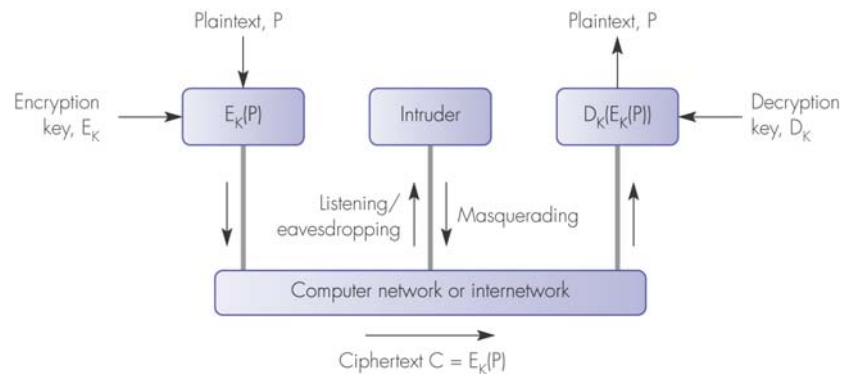 Plaintext, P
Plaintext, P
Encryption
key, E_K
E_K(P)
Intruder
D_K(E_K(P))
Decryption
key, D_K
Listening/
eavesdropping
Masquerading
Computer network or internetwork
Ciphertext C = E_K(P)